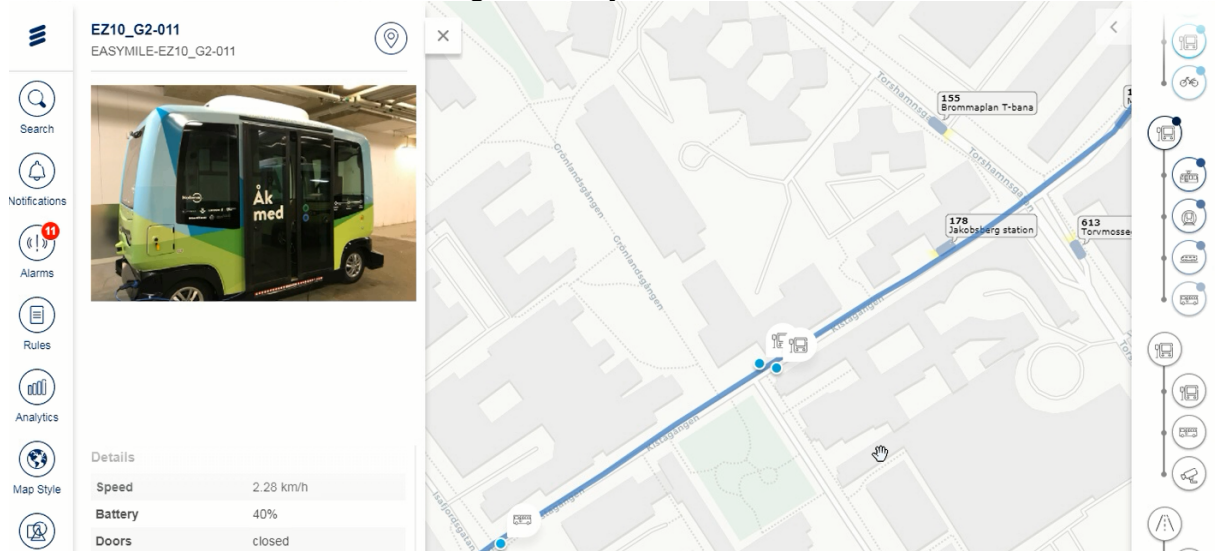 EZ10_G2-011
EASYMILE-EZ10_G2-011
Search
Notifications
11
Alarms
Rules
Analytics
Map Style
Åk
med
Details
Speed 2.28 km/h
Battery 40%
Doors closed
155
Brommaplan T-bana
178
Jakobsberg station
613
Torvmosse
Torshamnsg
Torshamnsgatan
Grönlandsgången
Grönlandsgången
Kistagången
Kistagången
Isafjordsgatan